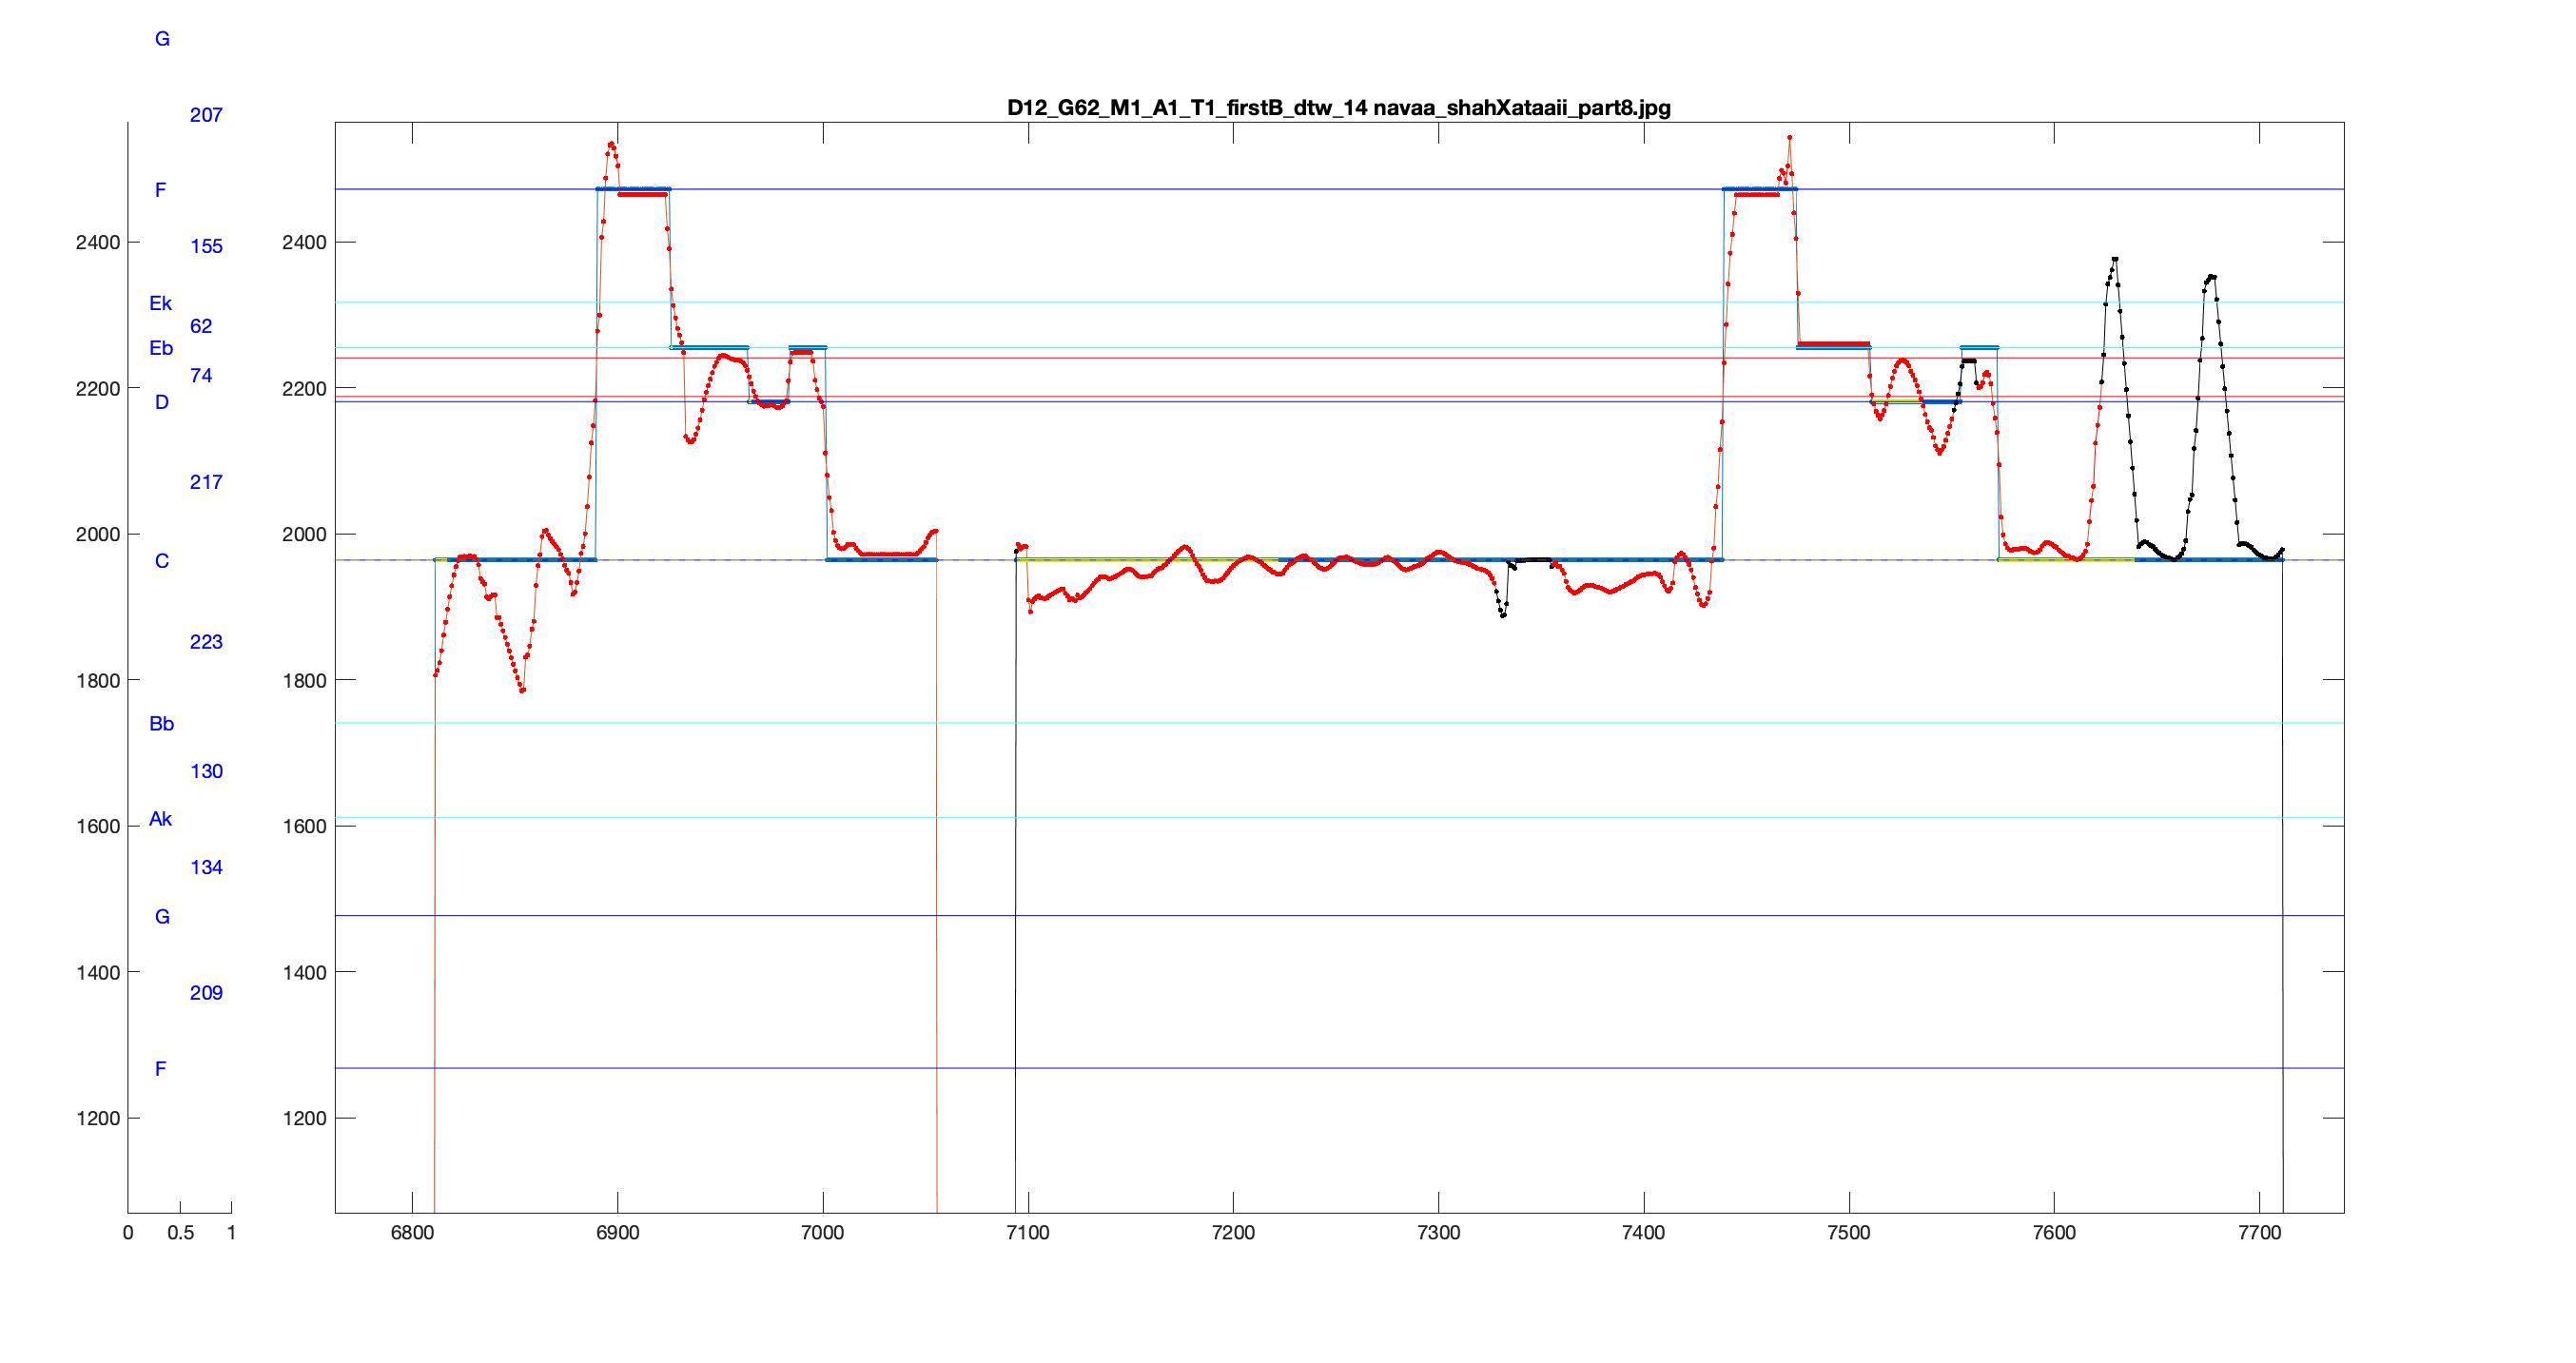 G
D12_G62_M1_A1_T1_firstB_dtw_14 navaa_shahXataaii_part8.jpg
207
F
2400 155 2400
Ek
62
Eb
74
2200 2200
D
217
2000 2000
C
223
1800 1800
Bb
130
Ak
1600 1600
134
G
1400 1400
209
F
1200 1200
0 0.5 1 6800 6900 7000 7100 7200 7300 7400 7500 7600 7700